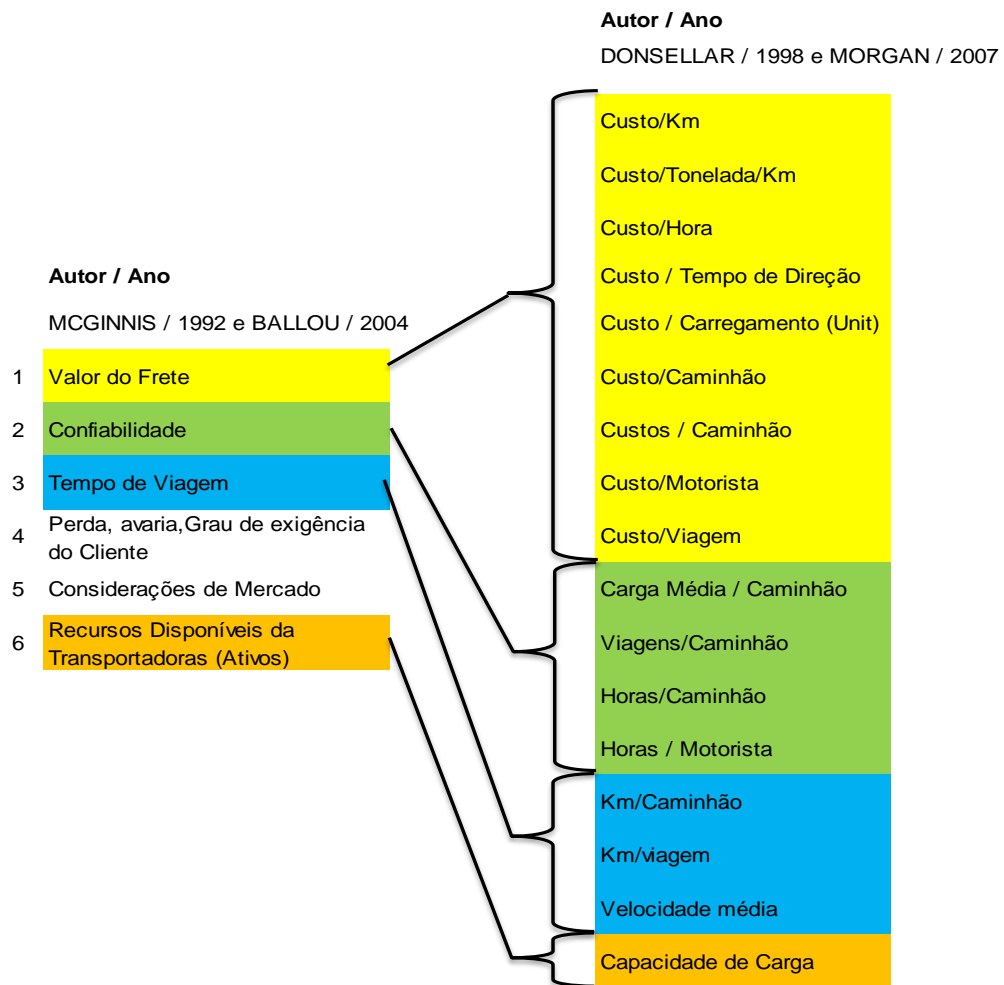 Autor / Ano
DONSELLAR / 1998 e MORGAN / 2007
Custo/Km
Custo/Tonelada/Km
Custo/Hora
Custo / Tempo de Direção
Custo / Carregamento (Unit)
Custo/Caminhão
Custos / Caminhão
Custo/Motorista
Custo/Viagem
Carga Média / Caminhão
Viagens/Caminhão
Horas/Caminhão
Horas / Motorista
Km/Caminhão
Km/viagem
Velocidade média
Capacidade de Carga
Autor / Ano
MCGINNIS / 1992 e BALLOU / 2004
1 Valor do Frete
2 Confiabilidade
3 Tempo de Viagem
4 Perda, avaria,Grau de exigência
do Cliente
5 Considerações de Mercado
6 Recursos Disponíveis da
Transportadoras (Ativos)